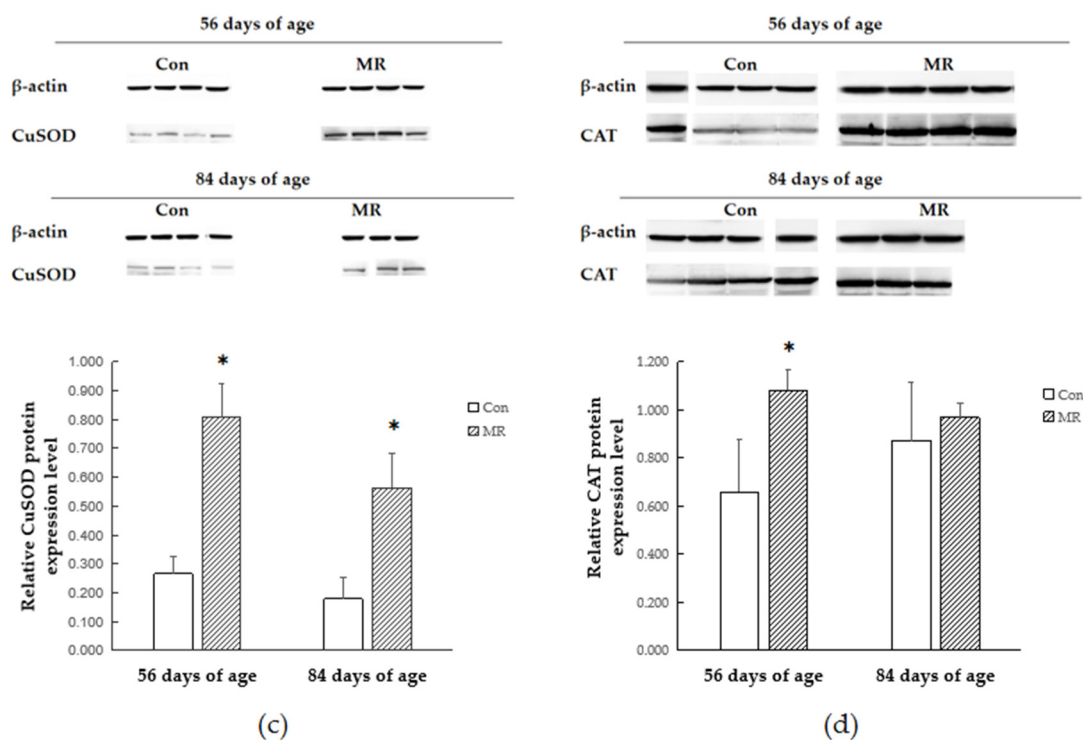 56 days of age
Con MR
β-actin
CuSOD
84 days of age
Con MR
β-actin
CuSOD
1.000
0.900
0.800
0.700
0.600
0.500
0.400
0.300
0.200
0.100
0.000
Relative CuSOD protein
expression level
* *
Con
MR
56 days of age 84 days of age
(c)
56 days of age
Con MR
β-actin
CAT
84 days of age
Con MR
β-actin
CAT
1.200
1.000
0.800
0.600
0.400
0.200
0.000
Relative CAT protein
expression level
*
Con
MR
56 days of age 84 days of age
(d)